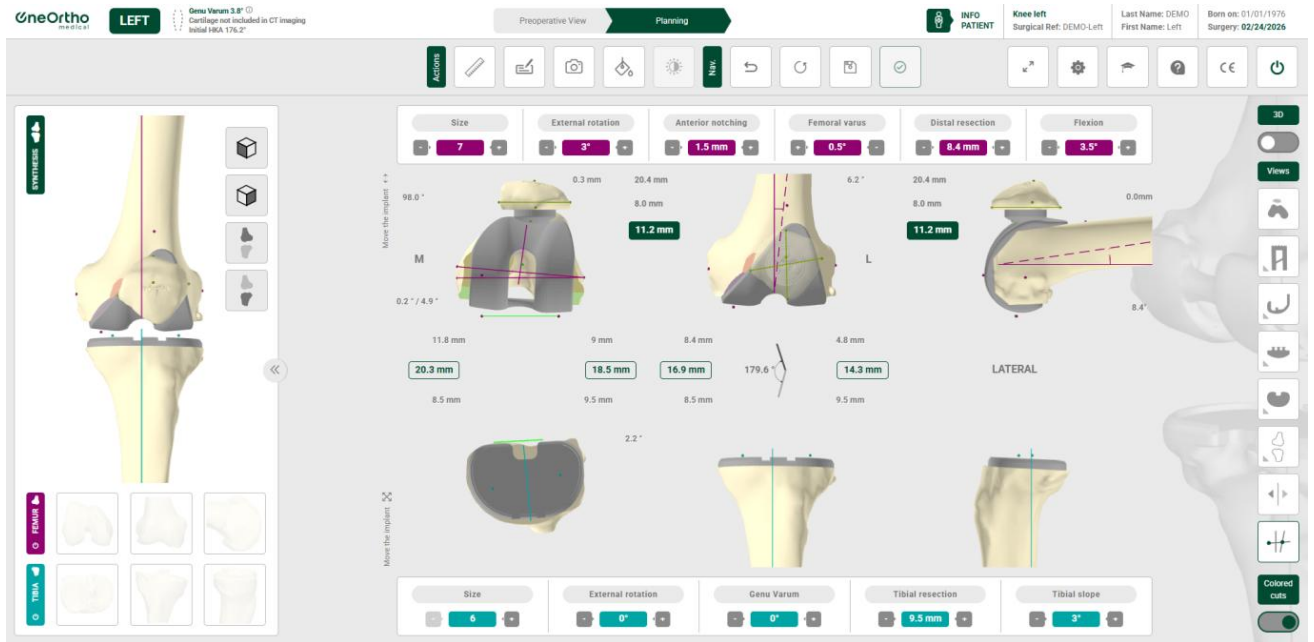 OneOrtho
medical
LEFT
Genu Varum 3.8° ⓘ
Cartilage not included in CT imaging
Initial HKA 176.2°
Preoperative View
Planning
INFO
PATIENT
Knee left
Surgical Ref: DEMO-Left
Last Name: DEMO
First Name: Left
Born on: 01/01/1976
Surgery: 02/24/2026
Actions
Nav.
CE
SYNTHESIS
Size
External rotation
Anterior notching
Femoral varus
Distal resection
Flexion
- 7 +
- 3° +
- 1.5 mm +
+ 0.5° -
- 8.4 mm +
- 3.5° +
3D
Views
Move the implant
98.0 °
0.3 mm
20.4 mm
8.0 mm
11.2 mm
6.2 °
20.4 mm
8.0 mm
11.2 mm
0.0mm
M
L
0.2 ° / 4.9 °
8.4°
11.8 mm
9 mm
8.4 mm
4.8 mm
20.3 mm
18.5 mm
16.9 mm
179.6 °
14.3 mm
LATERAL
8.5 mm
9.5 mm
8.5 mm
9.5 mm
2.2 °
Move the implant
FEMUR
TIBIA
Size
External rotation
Genu Varum
Tibial resection
Tibial slope
- 6 +
- 0° +
- 0° +
- 9.5 mm +
- 3° +
Colored
cuts